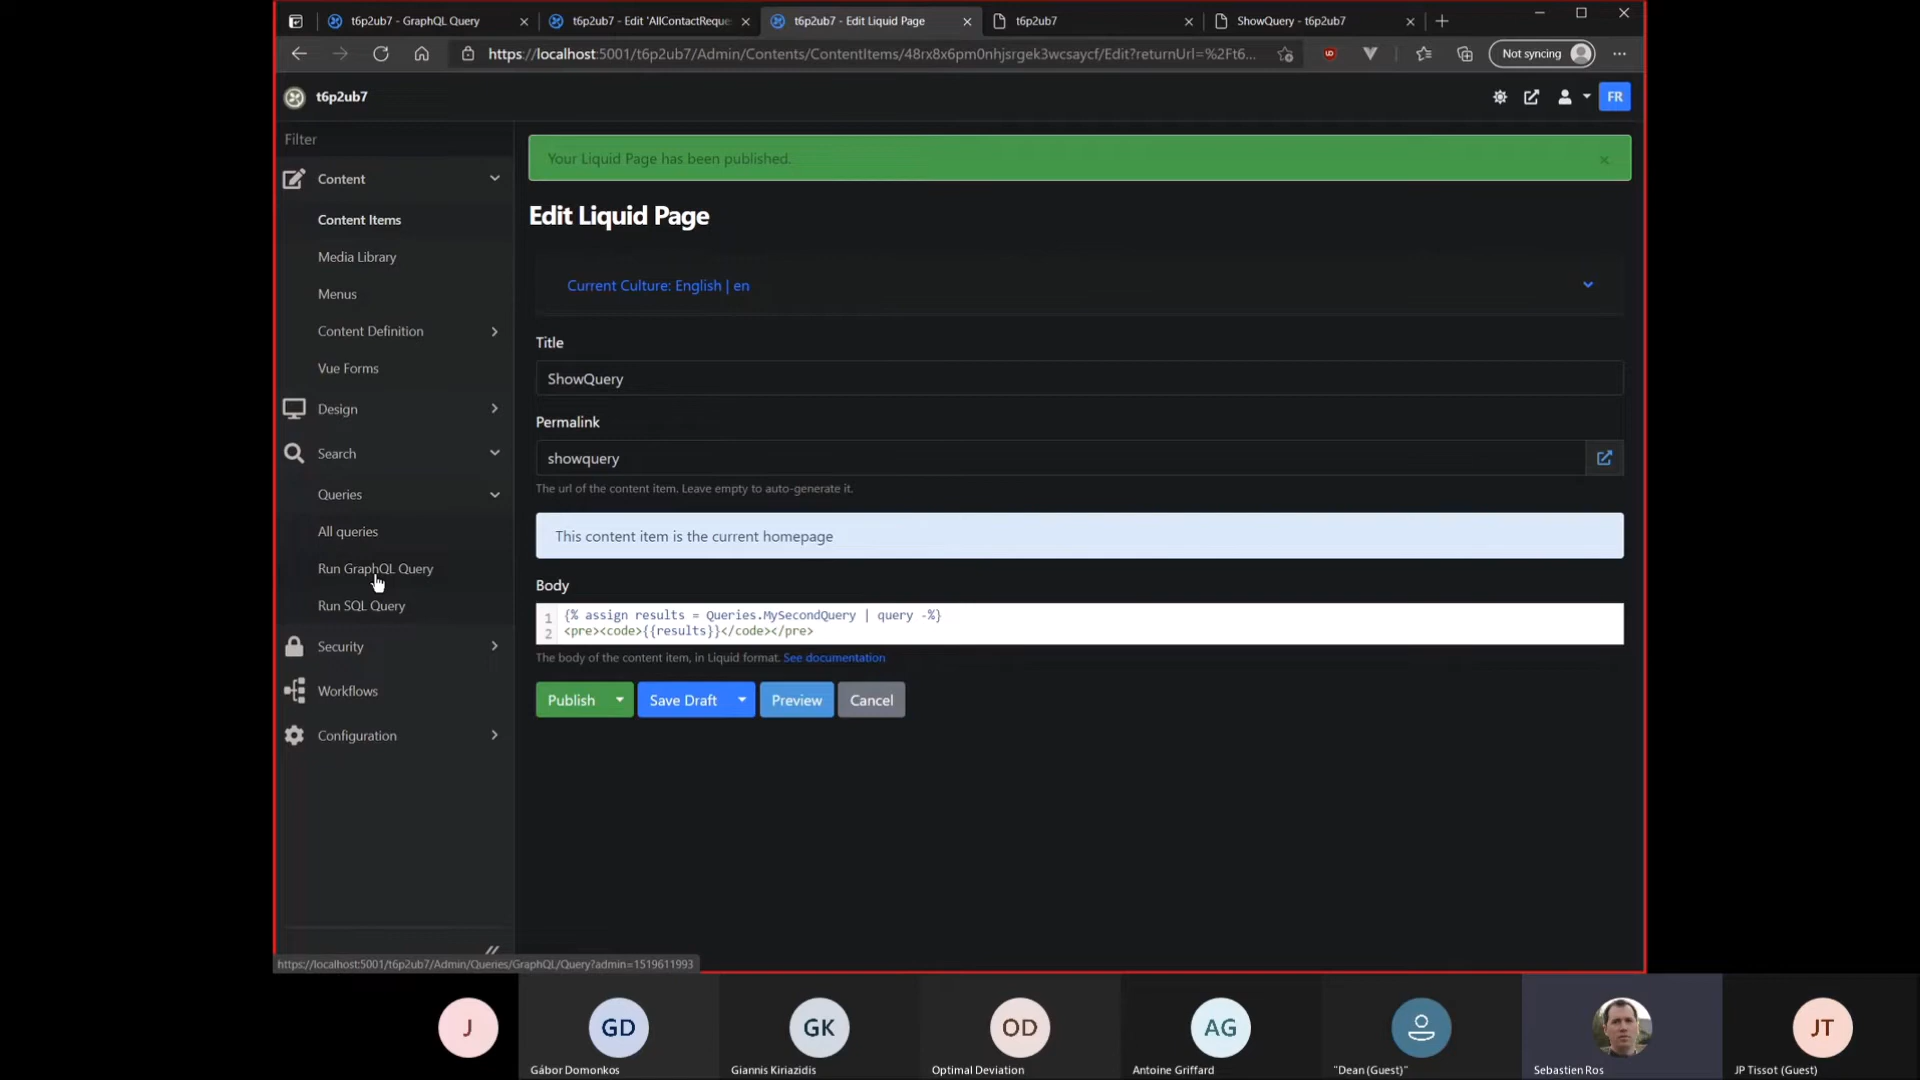 t6p2ub7 - GraphQL Query
t6p2ub7 - Edit 'AllContactReque
t6p2ub7 - Edit Liquid Page
t6p2ub7
ShowQuery - t6p2ub7
https://localhost:5001/t6p2ub7/Admin/Contents/ContentItems/48rx8x6pm0nhjsrgek3wcsaycf/Edit?returnUrl=%2Ft6...
Not syncing
t6p2ub7
FR
Filter
Content
Content Items
Media Library
Menus
Content Definition
Vue Forms
Design
Search
Queries
All queries
Run GraphQL Query
Run SQL Query
Security
Workflows
Configuration
Your Liquid Page has been published.
Edit Liquid Page
Current Culture: English | en
Title
ShowQuery
Permalink
showquery
The url of the content item. Leave empty to auto-generate it.
This content item is the current homepage
Body
1 {% assign results = Queries.MySecondQuery | query -%}
2 <pre><code>{{results}}</code></pre>
The body of the content item, in Liquid format. See documentation
Publish
Save Draft
Preview
Cancel
https://localhost:5001/t6p2ub7/Admin/Queries/GraphQL/Query?admin=1519611993
J
GD
GK
OD
AG
JT
Gábor Domonkos
Giannis Kiriazidis
Optimal Deviation
Antoine Griffard
"Dean (Guest)"
Sebastien Ros
JP Tissot (Guest)